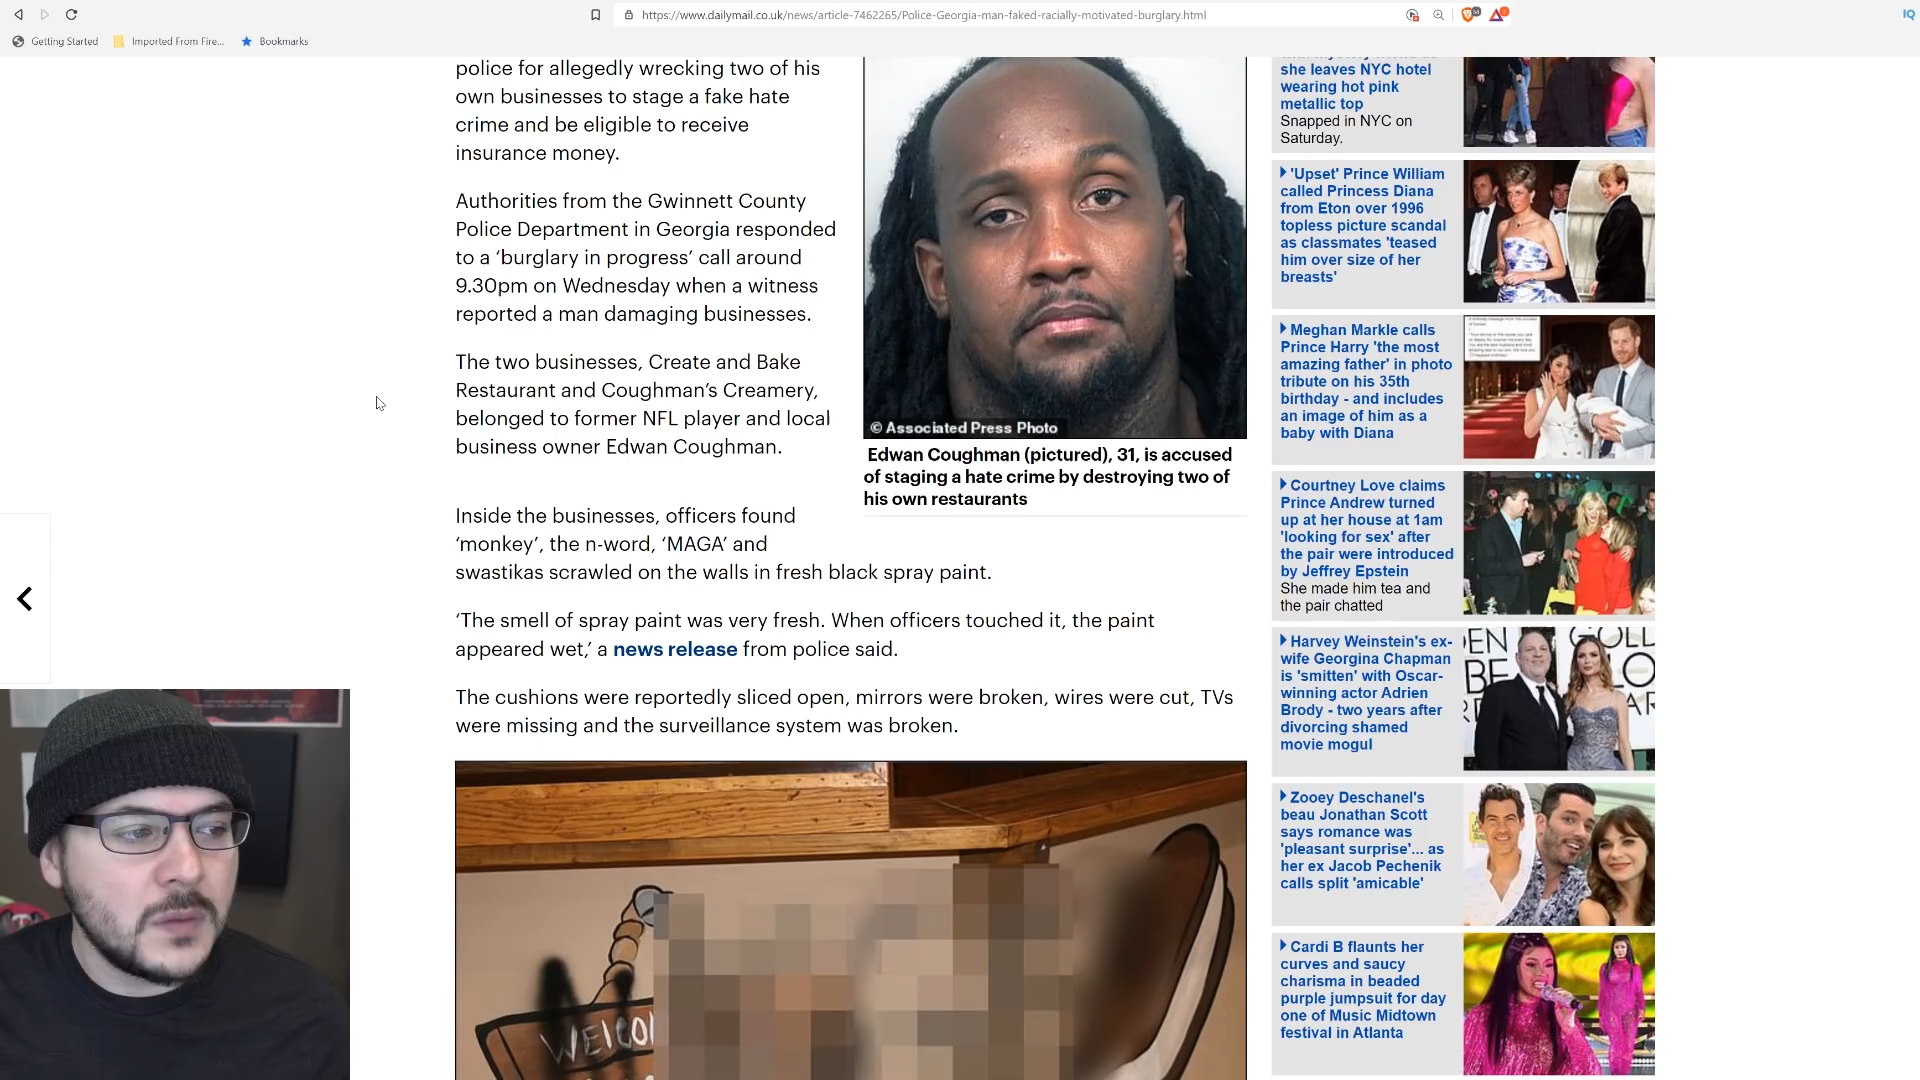 https://www.dailymail.co.uk/news/article-7462265/Police-Georgia-man-faked-racially-motivated-burglary.html
IQ
Getting Started
Imported From Fire...
Bookmarks
police for allegedly wrecking two of his
own businesses to stage a fake hate
crime and be eligible to receive
insurance money.
Authorities from the Gwinnett County
Police Department in Georgia responded
to a ‘burglary in progress’ call around
9.30pm on Wednesday when a witness
reported a man damaging businesses.
The two businesses, Create and Bake
Restaurant and Coughman’s Creamery,
belonged to former NFL player and local
business owner Edwan Coughman.
© Associated Press Photo
Edwan Coughman (pictured), 31, is accused
of staging a hate crime by destroying two of
his own restaurants
Inside the businesses, officers found
‘monkey’, the n-word, ‘MAGA’ and
swastikas scrawled on the walls in fresh black spray paint.
‘The smell of spray paint was very fresh. When officers touched it, the paint
appeared wet,’ a news release from police said.
The cushions were reportedly sliced open, mirrors were broken, wires were cut, TVs
were missing and the surveillance system was broken.
she leaves NYC hotel
wearing hot pink
metallic top
Snapped in NYC on
Saturday.
'Upset' Prince William
called Princess Diana
from Eton over 1996
topless picture scandal
as classmates 'teased
him over size of her
breasts'
Meghan Markle calls
Prince Harry 'the most
amazing father' in photo
tribute on his 35th
birthday - and includes
an image of him as a
baby with Diana
Courtney Love claims
Prince Andrew turned
up at her house at 1am
'looking for sex' after
the pair were introduced
by Jeffrey Epstein
She made him tea and
the pair chatted
Harvey Weinstein's ex-
wife Georgina Chapman
is 'smitten' with Oscar-
winning actor Adrien
Brody - two years after
divorcing shamed
movie mogul
Zooey Deschanel's
beau Jonathan Scott
says romance was
'pleasant surprise'... as
her ex Jacob Pechenik
calls split 'amicable'
Cardi B flaunts her
curves and saucy
charisma in beaded
purple jumpsuit for day
one of Music Midtown
festival in Atlanta